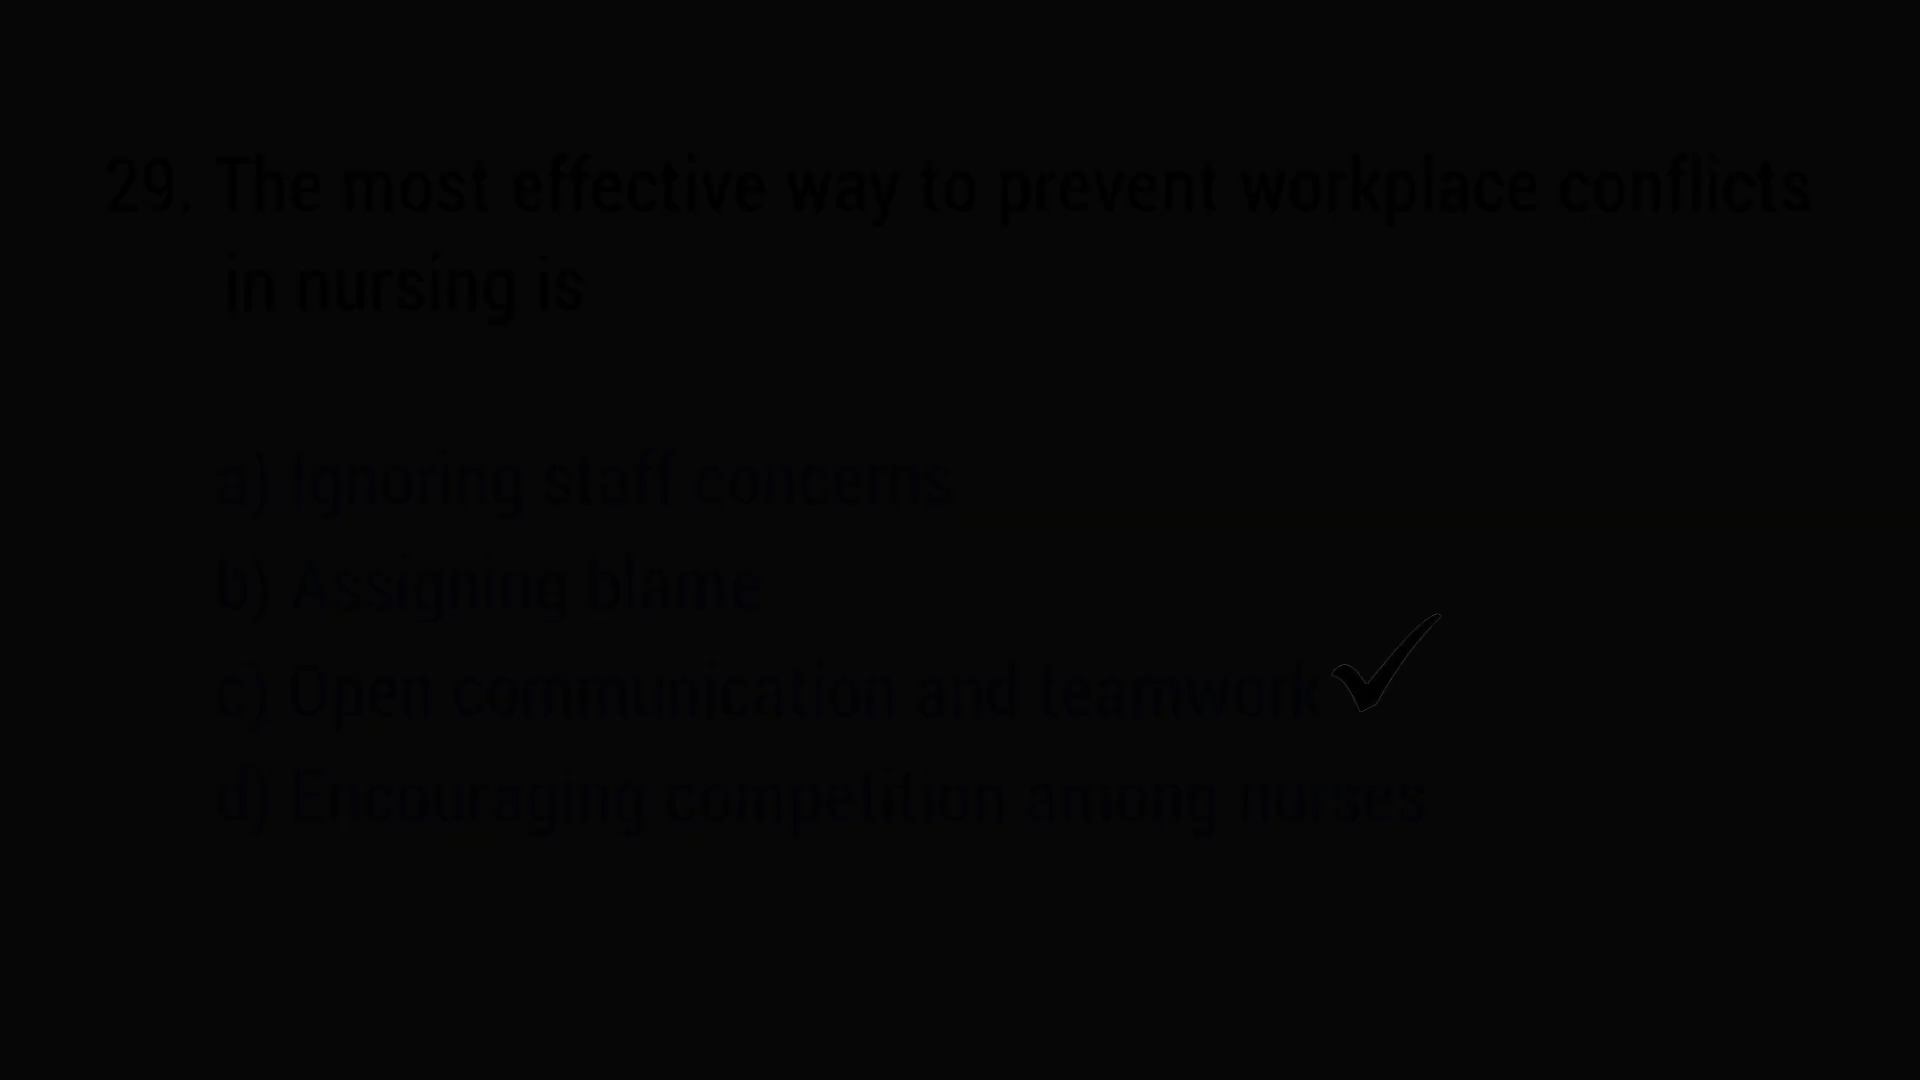 29. The most effective way to prevent workplace conflicts
in nursing is
a) Ignoring staff concerns
b) Assigning blame
c) Open communication and teamwork
d) Encouraging competition among nurses